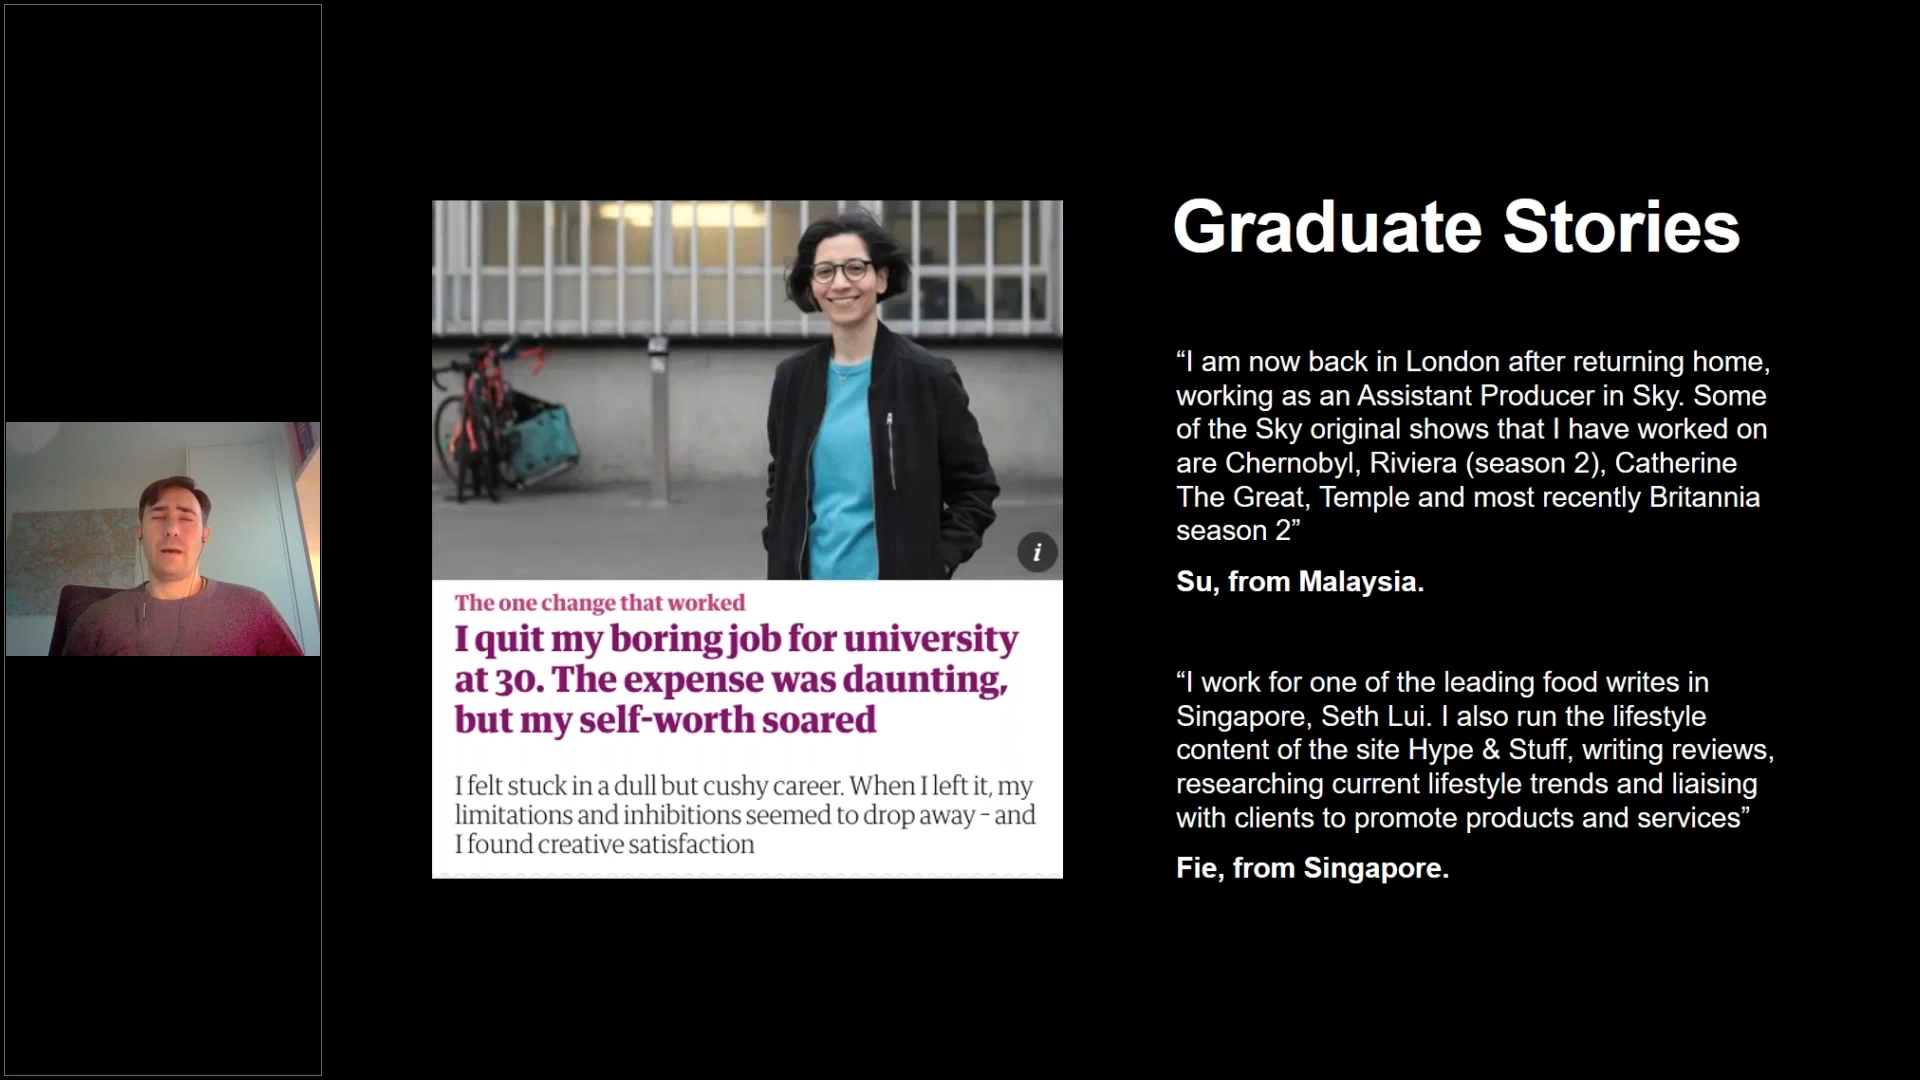 The one change that worked
I quit my boring job for university
at 30. The expense was daunting,
but my self-worth soared
I felt stuck in a dull but cushy career. When I left it, my
limitations and inhibitions seemed to drop away – and
I found creative satisfaction
i
Graduate Stories
“I am now back in London after returning home,
working as an Assistant Producer in Sky. Some
of the Sky original shows that I have worked on
are Chernobyl, Riviera (season 2), Catherine
The Great, Temple and most recently Britannia
season 2”
Su, from Malaysia.
“I work for one of the leading food writes in
Singapore, Seth Lui. I also run the lifestyle
content of the site Hype & Stuff, writing reviews,
researching current lifestyle trends and liaising
with clients to promote products and services”
Fie, from Singapore.